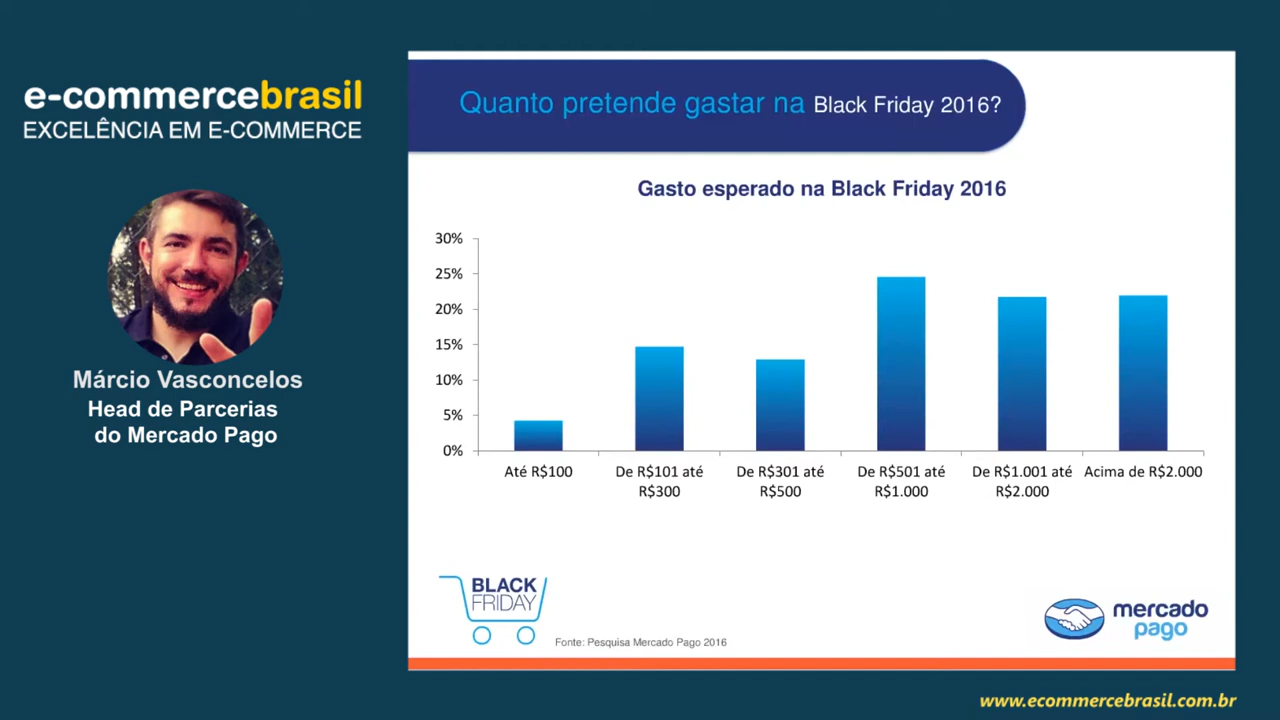 e-commercebrasil
EXCELÊNCIA EM E-COMMERCE
Márcio Vasconcelos
Head de Parcerias
do Mercado Pago
Quanto pretende gastar na Black Friday 2016?
Gasto esperado na Black Friday 2016
30%
25%
20%
15%
10%
5%
0%
Até R$100
De R$101 até
R$300
De R$301 até
R$500
De R$501 até
R$1.000
De R$1.001 até
R$2.000
Acima de R$2.000
BLACK
FRIDAY
Fonte: Pesquisa Mercado Pago 2016
mercado
pago
www.ecommercebrasil.com.br